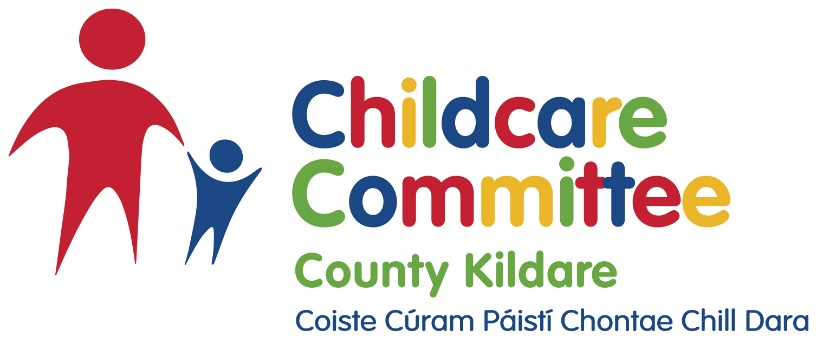 Childcare
Committee
County Kildare
Coiste Cúram Páistí Chontae Chill Dara